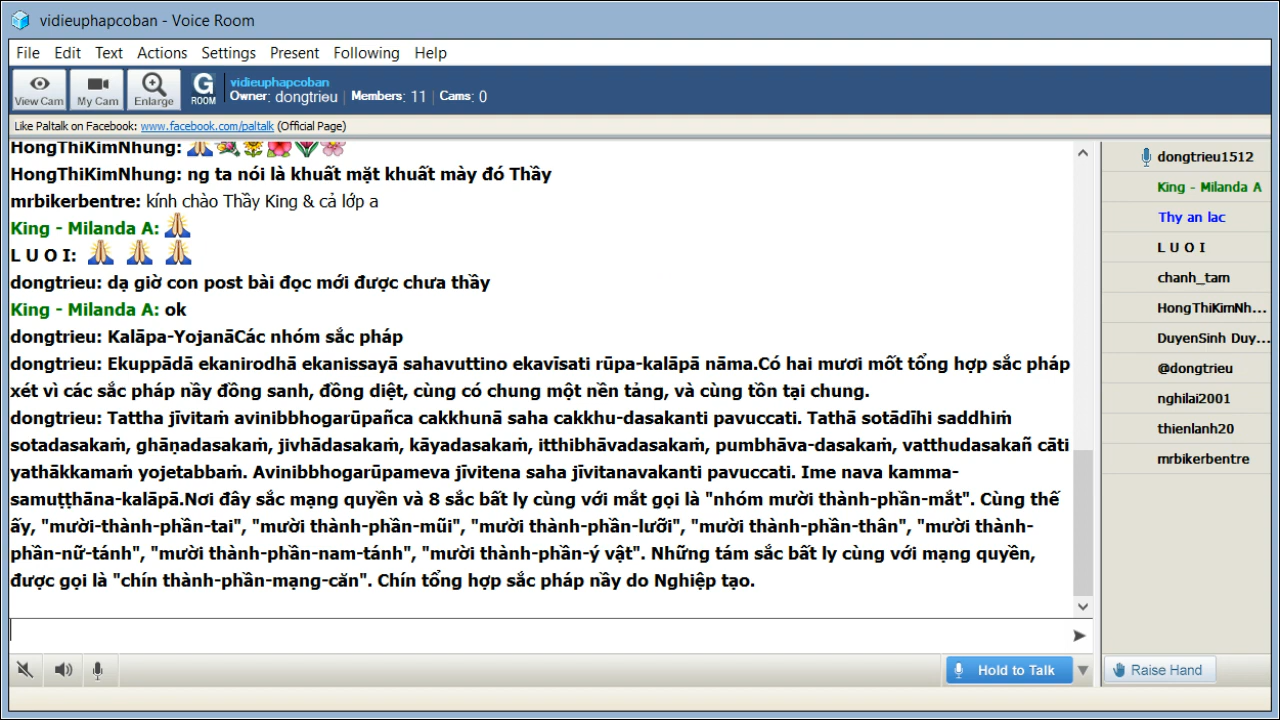 vidieuphapcoban - Voice Room
File Edit Text Actions Settings Present Following Help
View Cam
My Cam
Enlarge
G ROOM
vidieuphapcoban
Owner: dongtrieu | Members: 11 | Cams: 0
Like Paltalk on Facebook: www.facebook.com/paltalk (Official Page)
HongThiKimNhung:
HongThiKimNhung: ng ta nói là khuất mặt khuất mày đó Thầy
mrbikerbentre: kính chào Thầy King & cả lớp a
King - Milanda A:
L U O I:
dongtrieu: dạ giờ con post bài đọc mới được chưa thầy
King - Milanda A: ok
dongtrieu: Kalāpa-YojanāCác nhóm sắc pháp
dongtrieu: Ekuppādā ekanirodhā ekanissayā sahavuttino ekavīsati rūpa-kalāpā nāma.Có hai mươi mốt tổng hợp sắc pháp
xét vì các sắc pháp nầy đồng sanh, đồng diệt, cùng có chung một nền tảng, và cùng tồn tại chung.
dongtrieu: Tattha jīvitaṁ avinibbhogarūpañca cakkhunā saha cakkhu-dasakanti pavuccati. Tathā sotādīhi saddhiṁ
sotadasakaṁ, ghāṇadasakaṁ, jivhādasakaṁ, kāyadasakaṁ, itthibhāvadasakaṁ, pumbhāva-dasakaṁ, vatthudasakañ cāti
yathākkamaṁ yojetabbaṁ. Avinibbhogarūpameva jīvitena saha jīvitanavakanti pavuccati. Ime nava kamma-
samuṭṭhāna-kalāpā.Nơi đây sắc mạng quyền và 8 sắc bất ly cùng với mắt gọi là "nhóm mười thành-phần-mắt". Cùng thế
ấy, "mười-thành-phần-tai", "mười thành-phần-mũi", "mười thành-phần-lưỡi", "mười thành-phần-thân", "mười thành-
phần-nữ-tánh", "mười thành-phần-nam-tánh", "mười thành-phần-ý vật". Những tám sắc bất ly cùng với mạng quyền,
được gọi là "chín thành-phần-mạng-căn". Chín tổng hợp sắc pháp nầy do Nghiệp tạo.
Hold to Talk
dongtrieu1512
King - Milanda A
Thy an lac
L U O I
chanh_tam
HongThiKimNh...
DuyenSinh Duy...
@dongtrieu
nghilai2001
thienlanh20
mrbikerbentre
Raise Hand